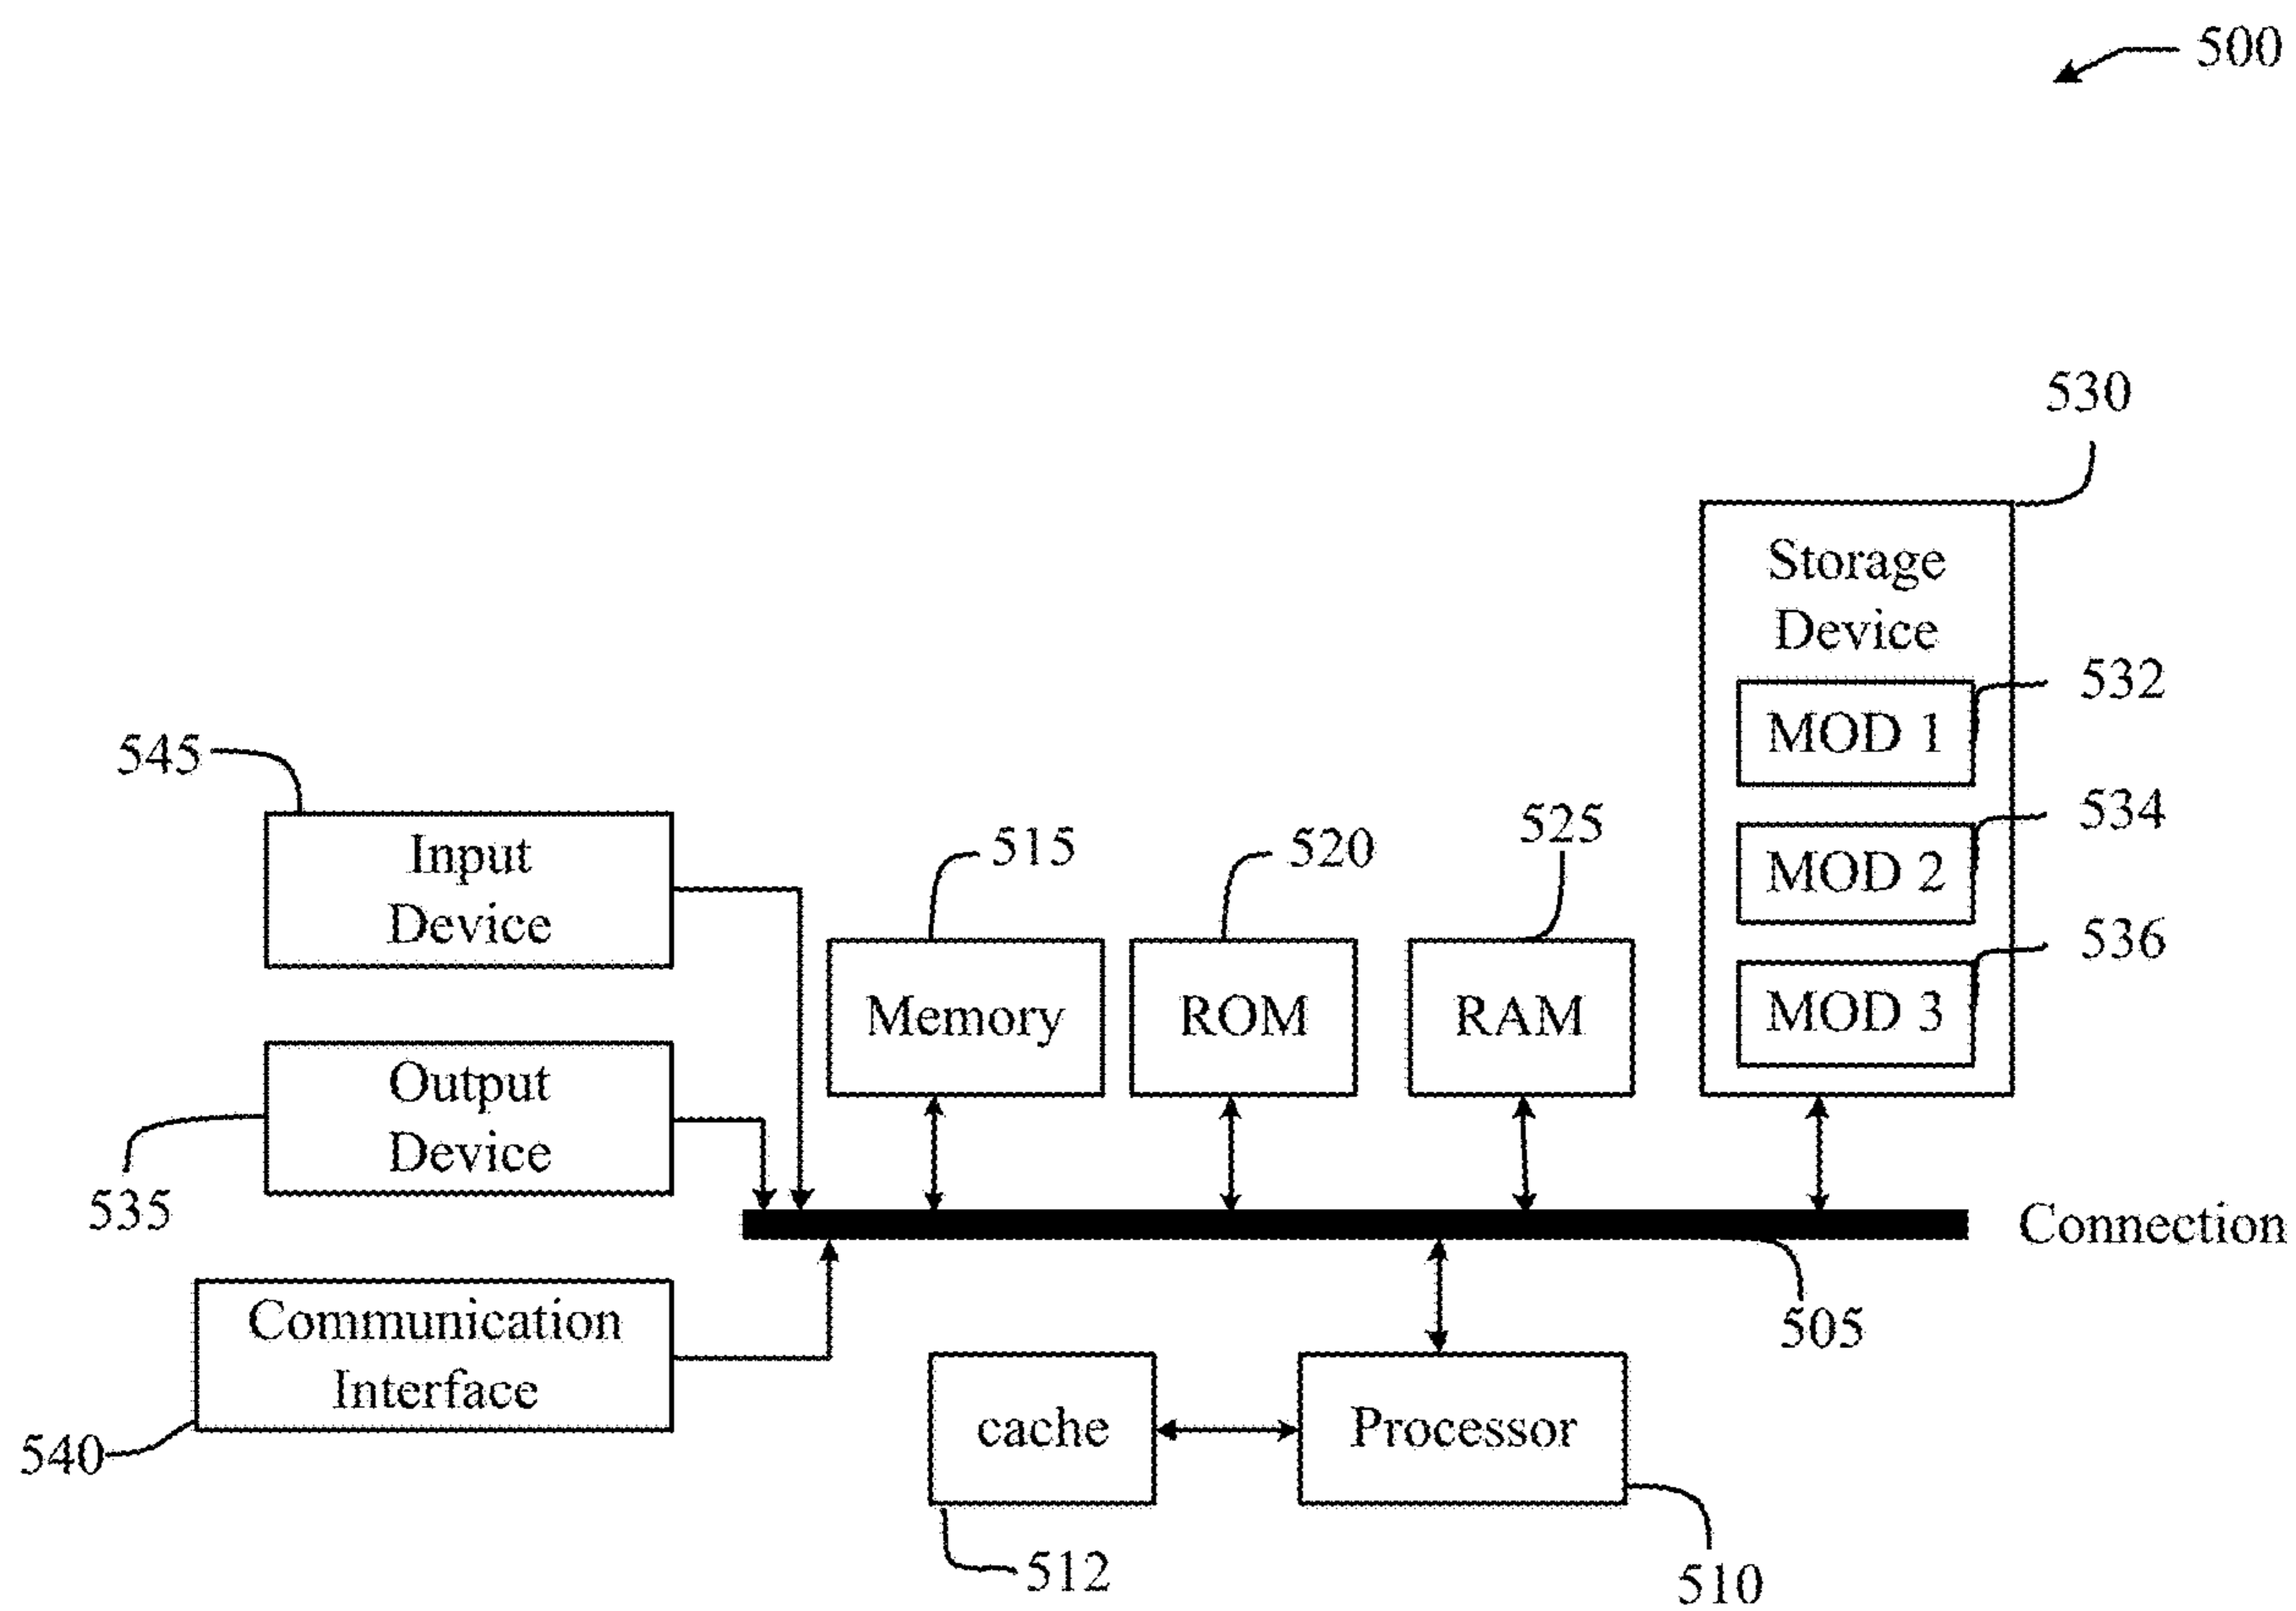 500
530
Storage
Device
532
MOD 1
534
MOD 2
536
MOD 3
545
Input
Device
515
Memory
520
ROM
525
RAM
Output
Device
535
Connection
505
Communication
Interface
540
cache
512
Processor
510